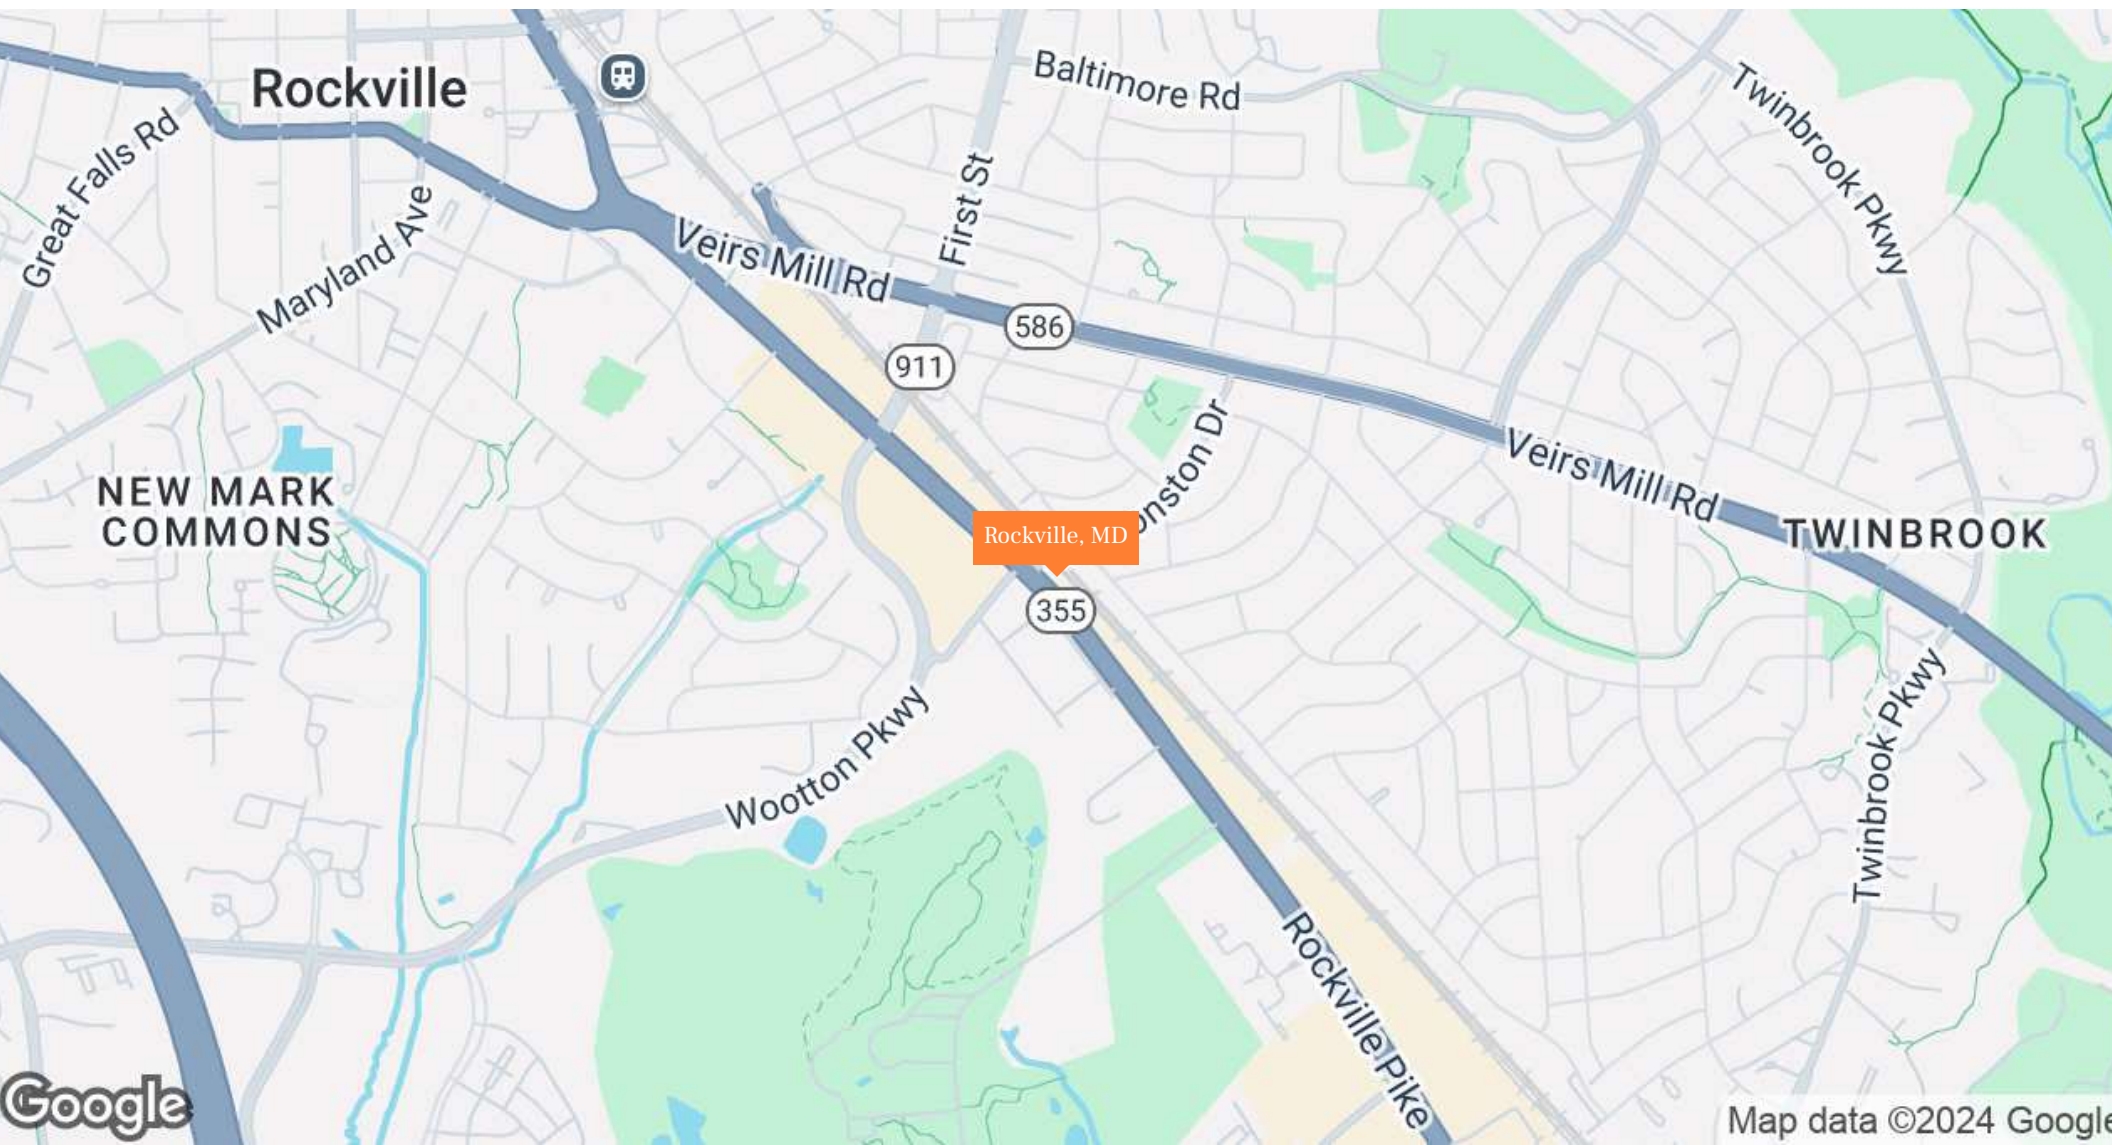 Rockville
Baltimore Rd
Twinbrook Pkwy
Great Falls Rd
Maryland Ave
First St
Veirs Mill Rd
586
911
NEW MARK
COMMONS
onston Dr
Veirs Mill Rd
TWINBROOK
Rockville, MD
355
Wootton Pkwy
Twinbrook Pkwy
Rockville Pike
Google
Map data ©2024 Google